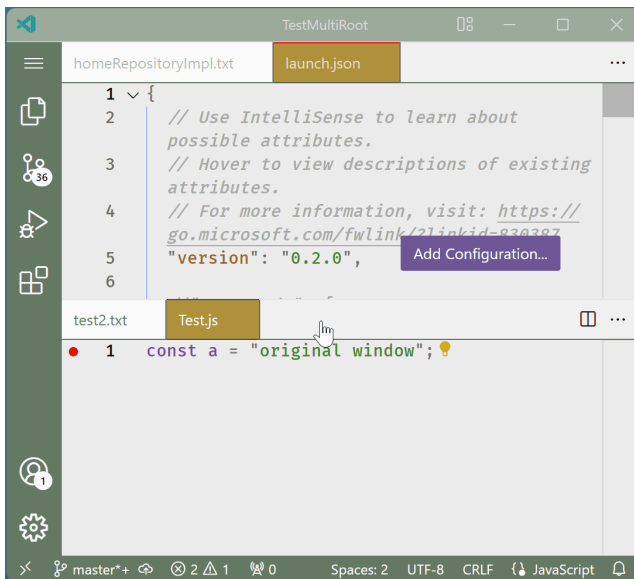 TestMultiRoot
homeRepositoryImpl.txt launch.json ...
1 {
2 // Use IntelliSense to learn about
possible attributes.
3 // Hover to view descriptions of existing
attributes.
4 // For more information, visit: https://
go.microsoft.com/fwlink/?linkid=830387
Add Configuration...
5 "version": "0.2.0",
6
test2.txt Test.js ...
1 const a = "original window";
36
1
master*+ 2 1 0 Spaces: 2 UTF-8 CRLF JavaScript